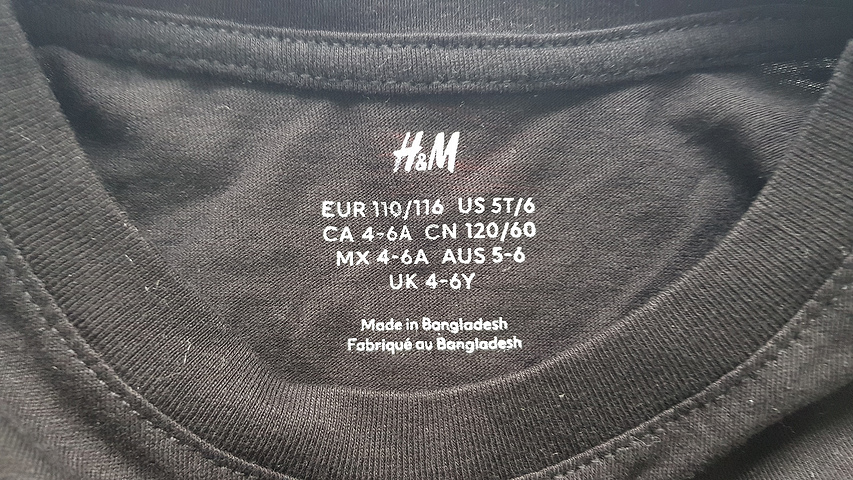 H&M
EUR 110/116 US 5T/6
CA 4-6A CN 120/60
MX 4-6A AUS 5-6
UK 4-6Y
Made in Bangladesh
Fabriqué au Bangladesh